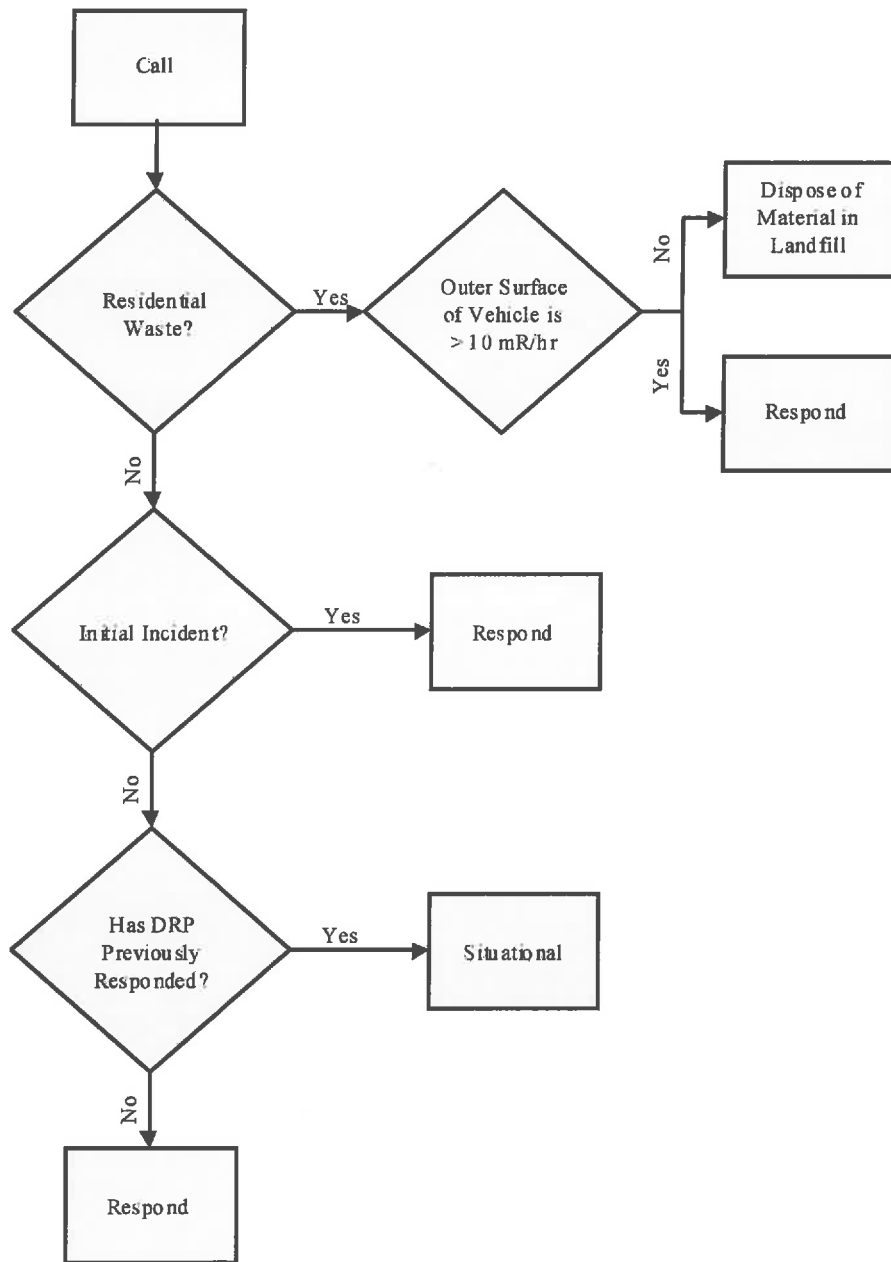 Call
Residential
Waste?
Yes
Outer Surface
of Vehicle is
> 10 mR/hr
No
Dispose of
Material in
Landfill
Yes
Respond
No
Initial Incident?
Yes
Respond
No
Has DRP
Previously
Responded?
Yes
Situational
No
Respond